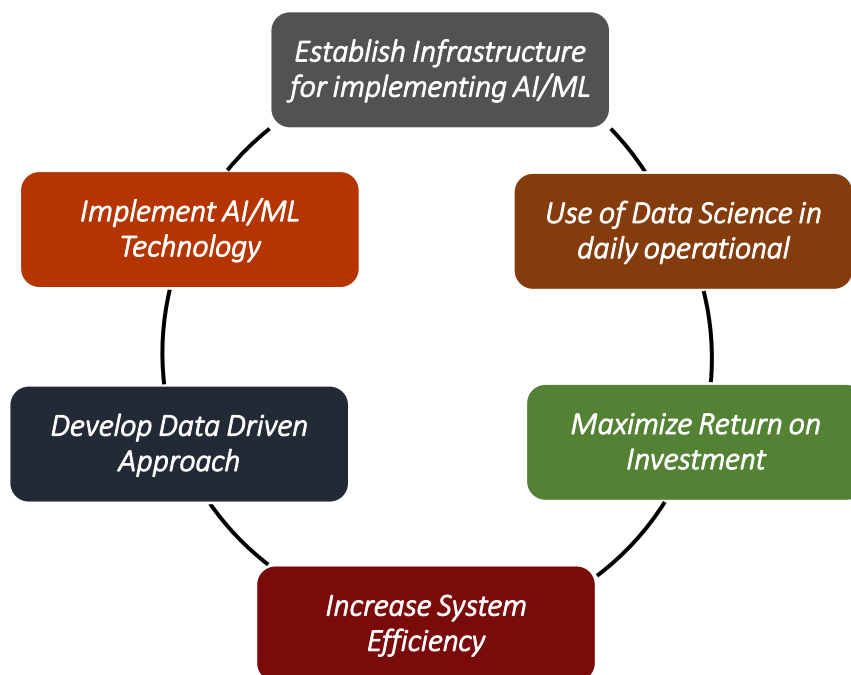 Establish Infrastructure
for implementing AI/ML
Implement AI/ML
Technology
Use of Data Science in
daily operational
Develop Data Driven
Approach
Maximize Return on
Investment
Increase System
Efficiency